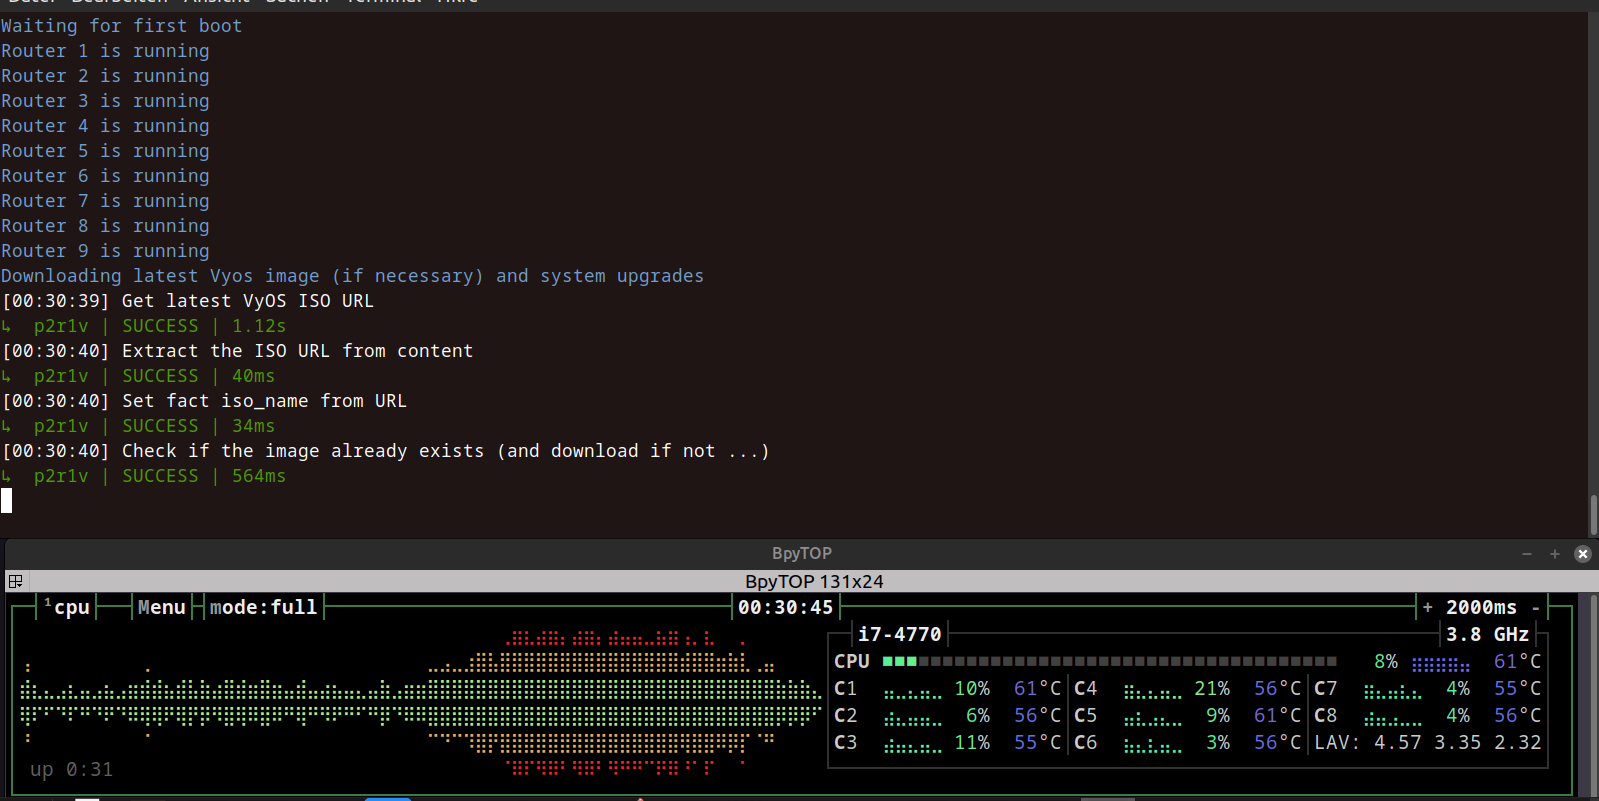 Datei Bearbeiten Ansicht Suchen Terminal Hilfe
Waiting for first boot
Router 1 is running
Router 2 is running
Router 3 is running
Router 4 is running
Router 5 is running
Router 6 is running
Router 7 is running
Router 8 is running
Router 9 is running
Downloading latest Vyos image (if necessary) and system upgrades
[00:30:39] Get latest VyOS ISO URL
↳ p2r1v | SUCCESS | 1.12s
[00:30:40] Extract the ISO URL from content
↳ p2r1v | SUCCESS | 40ms
[00:30:40] Set fact iso_name from URL
↳ p2r1v | SUCCESS | 34ms
[00:30:40] Check if the image already exists (and download if not ...)
↳ p2r1v | SUCCESS | 564ms
BpyTOP
BpyTOP 131x24
¹cpu Menu mode:full 00:30:45 + 2000ms -
i7-4770 3.8 GHz
CPU 8% 61°C
C1 10% 61°C C4 21% 56°C C7 4% 55°C
C2 6% 56°C C5 9% 61°C C8 4% 56°C
C3 11% 55°C C6 3% 56°C LAV: 4.57 3.35 2.32
up 0:31